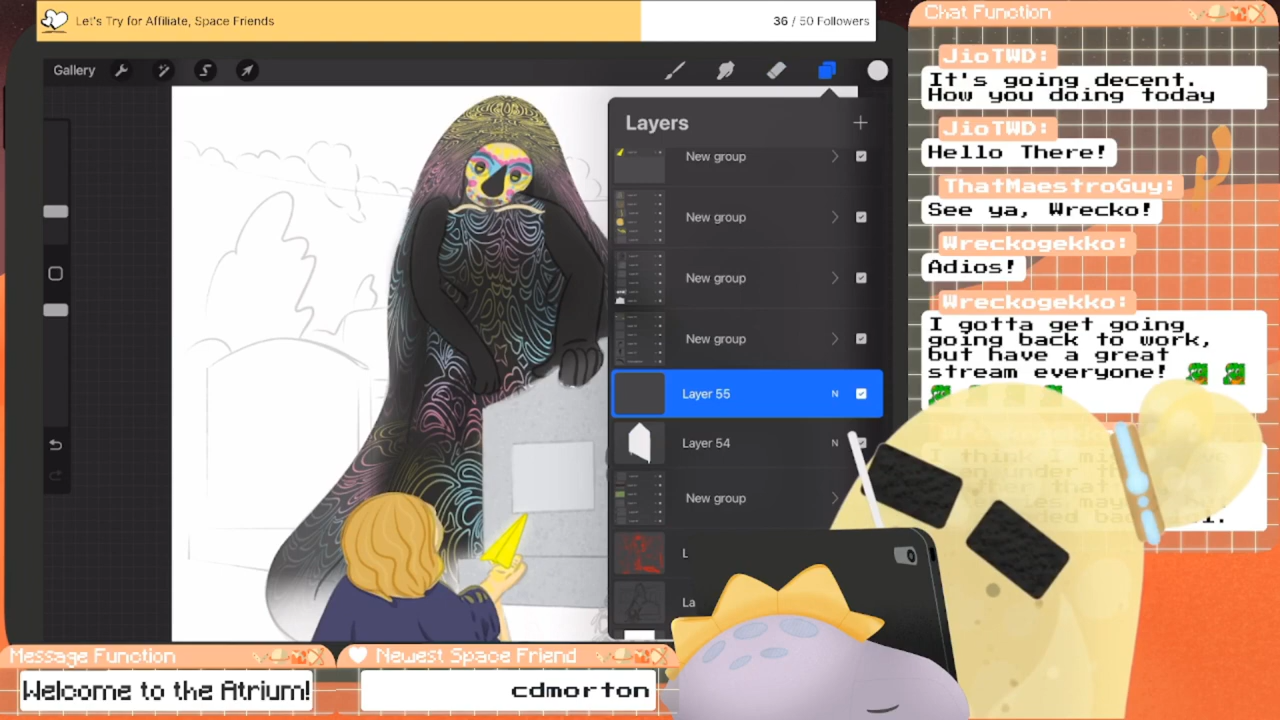 Let's Try for Affiliate, Space Friends
36 / 50 Followers
Gallery
Layers
New group
New group
New group
New group
Layer 55
N
Layer 54
N
New group
L
La
Chat Function
JioTWD:
It's going decent.
How you doing today
JioTWD:
Hello There!
ThatMaestroGuy:
See ya, Wrecko!
Wreckogekko:
Adios!
Wreckogekko:
I gotta get going
going back to work,
but have a great
stream everyone!
Message Function
Welcome to the Atrium!
Newest Space Friend
cdmorton